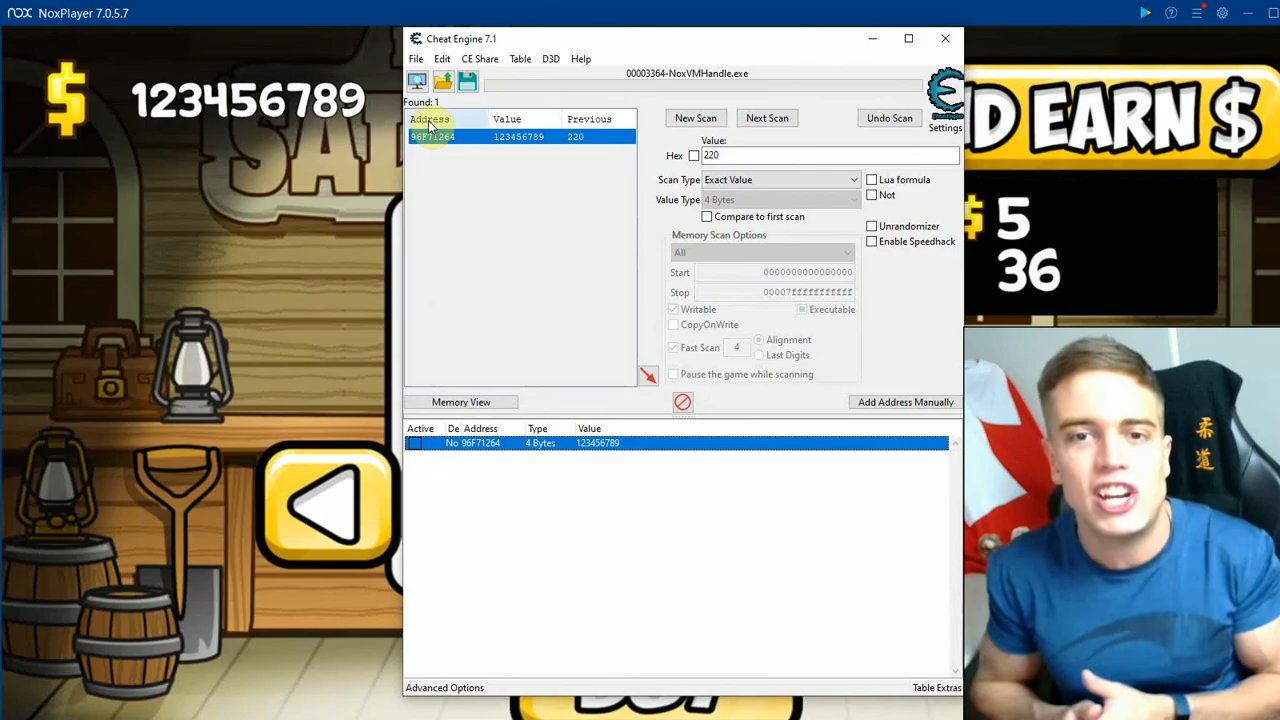 nox NoxPlayer 7.0.5.7
$ 123456789
SAL
D EARN $
$ 5
36
Cheat Engine 7.1
File Edit CE Share Table D3D Help
00003364-NoxVMHandle.exe
Found: 1
Address Value Previous
96F71264 123456789 220
New Scan Next Scan Undo Scan
Settings
Value:
Hex 220
Scan Type Exact Value
Lua formula
Not
Value Type 4 Bytes
Compare to first scan
Unrandomizer
Enable Speedhack
Memory Scan Options
All
Start 0000000000000000
Stop 00007fffffffffff
Writable Executable
CopyOnWrite
Fast Scan 4 Alignment
Last Digits
Pause the game while scanning
Memory View
Add Address Manually
Active De Address Type Value
No 96F71264 4 Bytes 123456789
Advanced Options
Table Extras
柔道